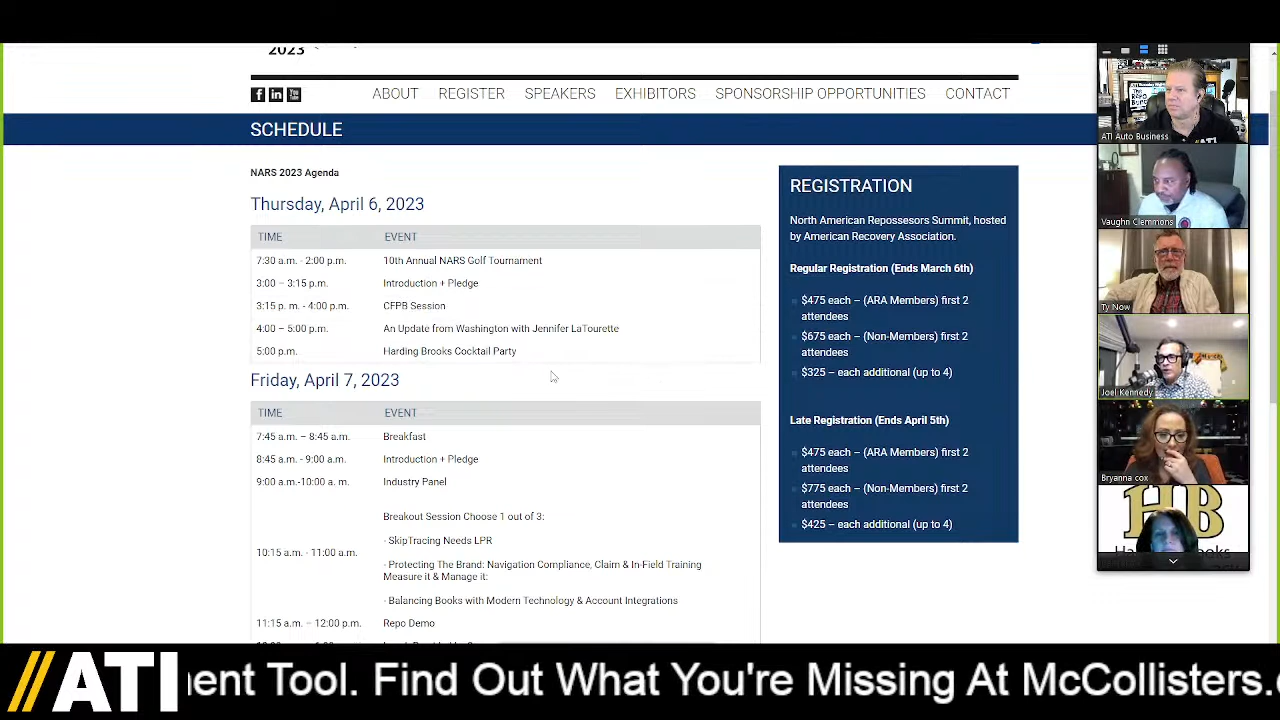 2023
ABOUT REGISTER SPEAKERS EXHIBITORS SPONSORSHIP OPPORTUNITIES CONTACT
SCHEDULE
NARS 2023 Agenda
Thursday, April 6, 2023
TIME EVENT
7:30 a.m. - 2:00 p.m. 10th Annual NARS Golf Tournament
3:00 – 3:15 p.m. Introduction + Pledge
3:15 p. m. - 4:00 p.m. CFPB Session
4:00 – 5:00 p.m. An Update from Washington with Jennifer LaTourette
5:00 p.m. Harding Brooks Cocktail Party
Friday, April 7, 2023
TIME EVENT
7:45 a.m. – 8:45 a.m. Breakfast
8:45 a.m. - 9:00 a.m. Introduction + Pledge
9:00 a.m.-10:00 a. m. Industry Panel
Breakout Session Choose 1 out of 3:
- SkipTracing Needs LPR
10:15 a.m. - 11:00 a.m.
- Protecting The Brand: Navigation Compliance, Claim & In-Field Training
Measure it & Manage it:
- Balancing Books with Modern Technology & Account Integrations
11:15 a.m. – 12:00 p.m. Repo Demo
REGISTRATION
North American Repossesors Summit, hosted
by American Recovery Association.
Regular Registration (Ends March 6th)
$475 each – (ARA Members) first 2
attendees
$675 each – (Non-Members) first 2
attendees
$325 – each additional (up to 4)
Late Registration (Ends April 5th)
$475 each – (ARA Members) first 2
attendees
$775 each – (Non-Members) first 2
attendees
$425 – each additional (up to 4)
ATI Auto Business
Vaughn Clemmons
Ty Now
Joel Kennedy
Bryanna cox
HB
//ATI
ent Tool. Find Out What You're Missing At McCollisters.